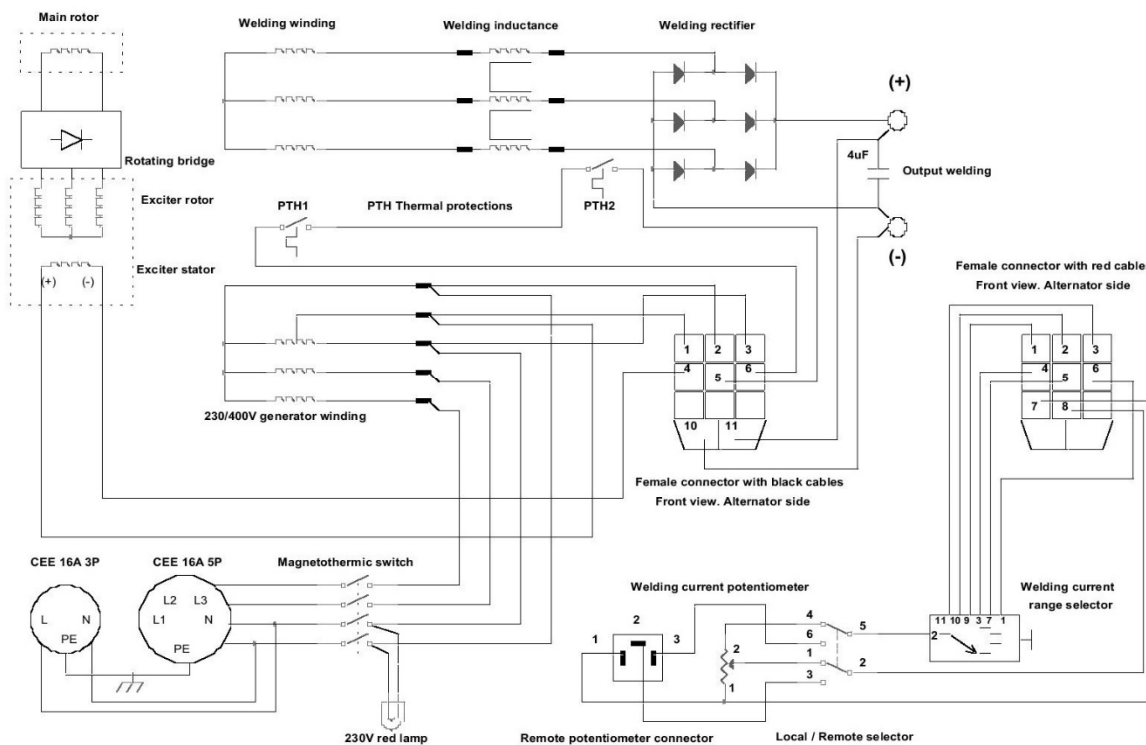 Main rotor
Welding winding
Welding inductance
Welding rectifier
(+)
Rotating bridge
4uF
Output welding
Exciter rotor
PTH1
PTH Thermal protections
PTH2
(-)
Exciter stator
(+) (-)
Female connector with red cables
Front view. Alternator side
1 2 3
4 5 6
10 11
1 2 3
4 5 6
7 8
230/400V generator winding
Female connector with black cables
Front view. Alternator side
CEE 16A 3P
CEE 16A 5P
Magnetothermic switch
L N
PE
L2 L3
L1 N
PE
230V red lamp
Welding current potentiometer
Welding current
range selector
2
1 3
2
1
4
6
5
1
3
2
11 10 9 3 7 1
2
Remote potentiometer connector
Local / Remote selector